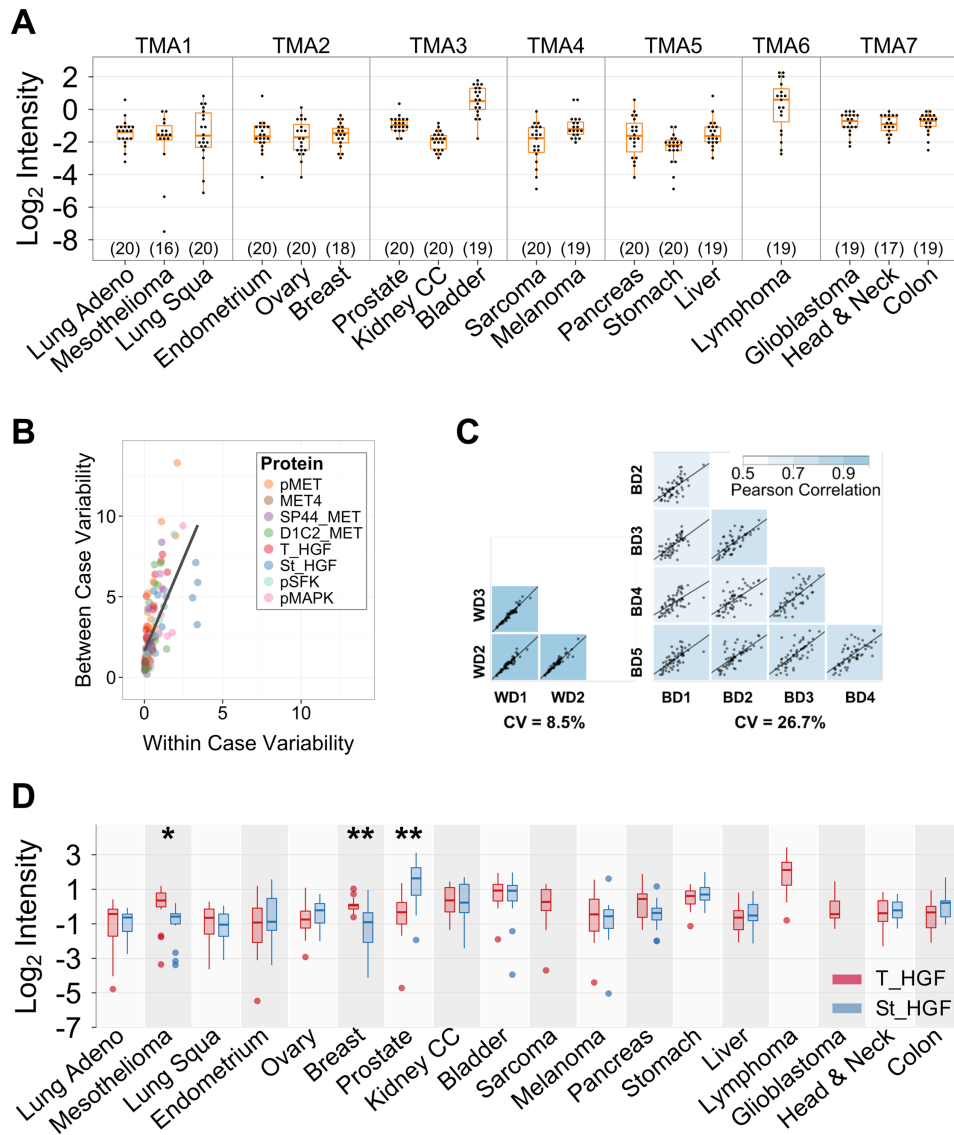 A
TMA1 TMA2 TMA3 TMA4 TMA5 TMA6 TMA7
Log2 Intensity
2
0
-2
-4
-6
-8
(20) (16) (20) (20) (20) (18) (20) (20) (19) (20) (19) (20) (20) (19) (19) (19) (17) (19)
Lung Adeno
Mesothelioma
Lung Squa
Endometrium
Ovary
Breast
Prostate
Kidney CC
Bladder
Sarcoma
Melanoma
Pancreas
Stomach
Liver
Lymphoma
Glioblastoma
Head & Neck
Colon
B
Between Case Variability
10
5
0
0 5 10
Within Case Variability
Protein
pMET
MET4
SP44_MET
D1C2_MET
T_HGF
St_HGF
pSFK
pMAPK
C
0.5 0.7 0.9
Pearson Correlation
WD3
WD2
WD1 WD2
CV = 8.5%
BD2
BD3
BD4
BD5
BD1 BD2 BD3 BD4
CV = 26.7%
D
* ** **
Log2 Intensity
3
1
-1
-3
-5
-7
T_HGF
St_HGF
Lung Adeno
Mesothelioma
Lung Squa
Endometrium
Ovary
Breast
Prostate
Kidney CC
Bladder
Sarcoma
Melanoma
Pancreas
Stomach
Liver
Lymphoma
Glioblastoma
Head & Neck
Colon